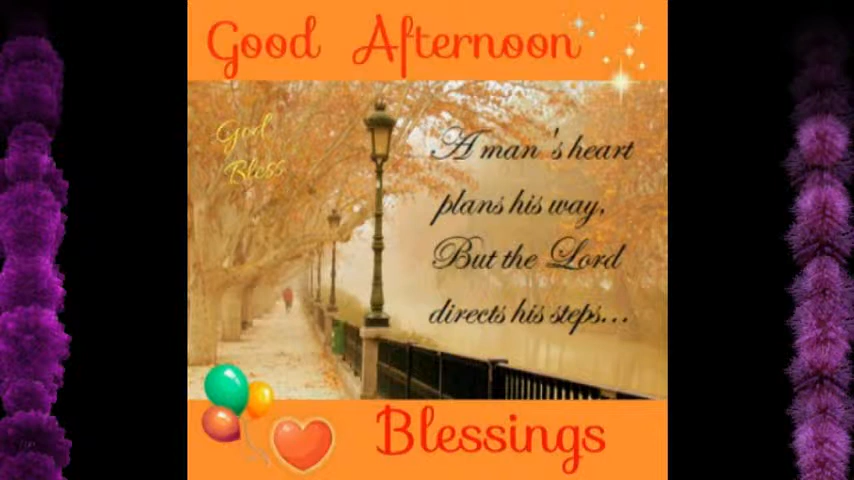 Good Afternoon
God
Bless
A man 's heart
plans his way,
But the Lord
directs his steps...
Blessings